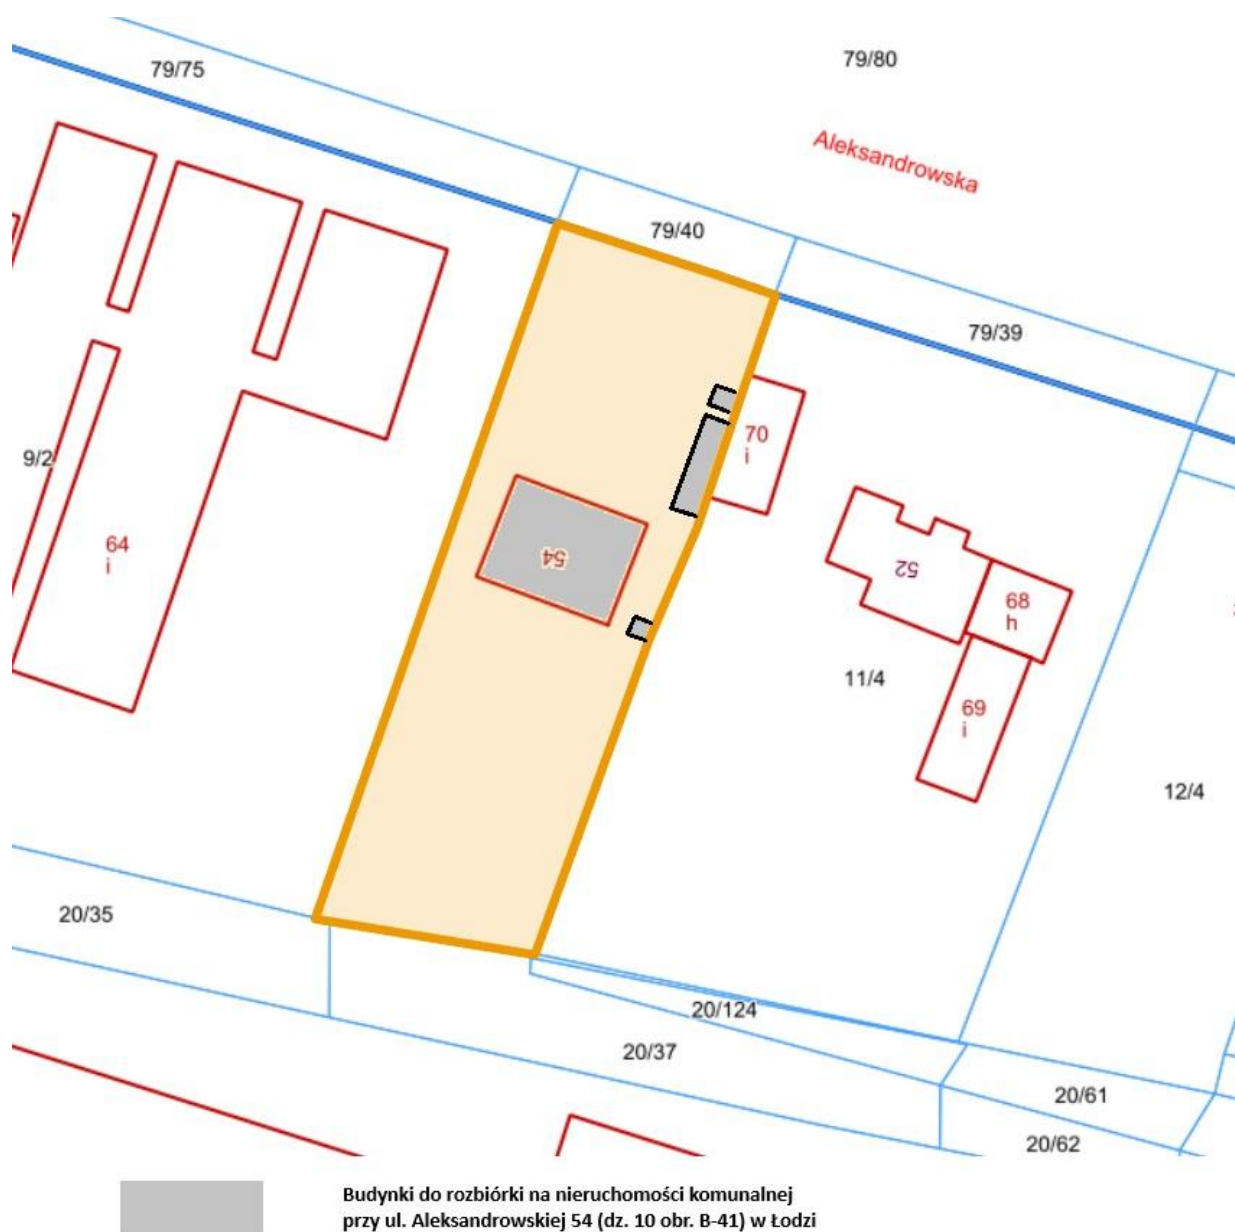 79/80
79/75
Aleksandrowska
79/40
79/39
70
i
9/2
54
64
i
52
68
h
11/4
69
i
12/4
20/35
20/124
20/37
20/61
20/62
Budynki do rozbiórki na nieruchomości komunalnej
przy ul. Aleksandrowskiej 54 (dz. 10 obr. B-41) w Łodzi